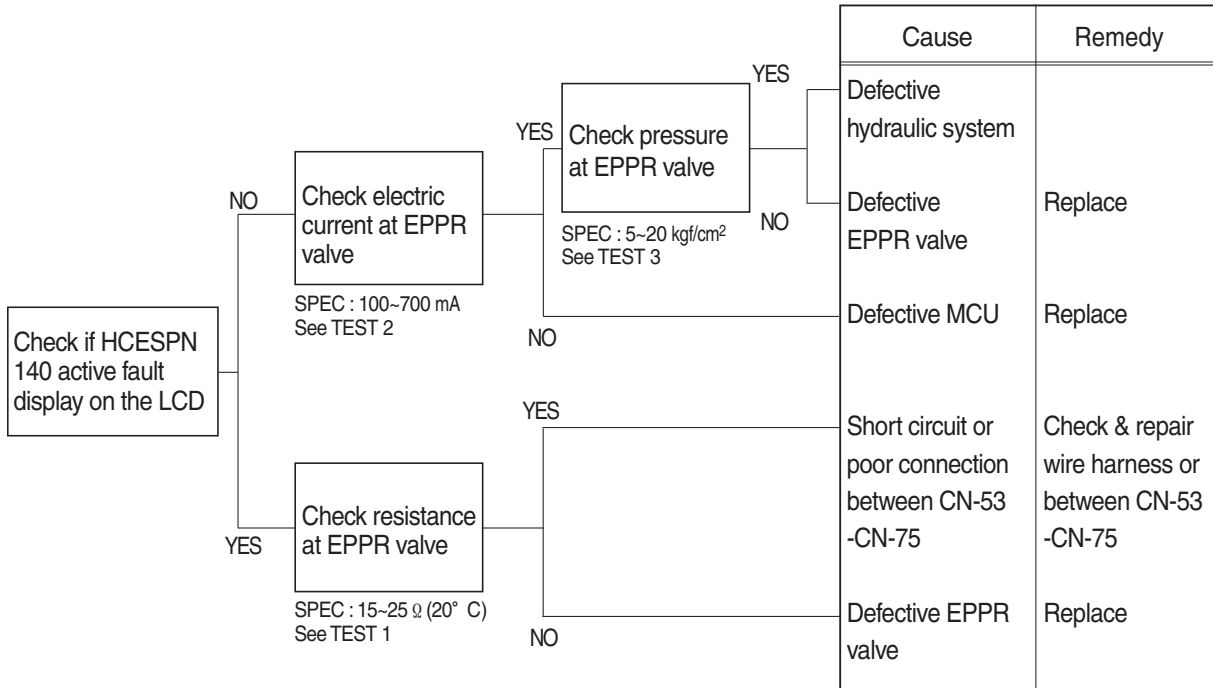 Cause
Remedy
YES
Defective
hydraulic system
YES
Check pressure
at EPPR valve
NO
Check electric
current at EPPR
valve
Defective
EPPR valve
Replace
NO
SPEC : 5~20 kgf/cm²
See TEST 3
SPEC : 100~700 mA
See TEST 2
Defective MCU
Replace
NO
Check if HCESPN
140 active fault
display on the LCD
YES
Short circuit or
poor connection
between CN-53
-CN-75
Check & repair
wire harness or
between CN-53
-CN-75
Check resistance
at EPPR valve
YES
SPEC : 15~25 Ω (20° C)
See TEST 1
NO
Defective EPPR
valve
Replace